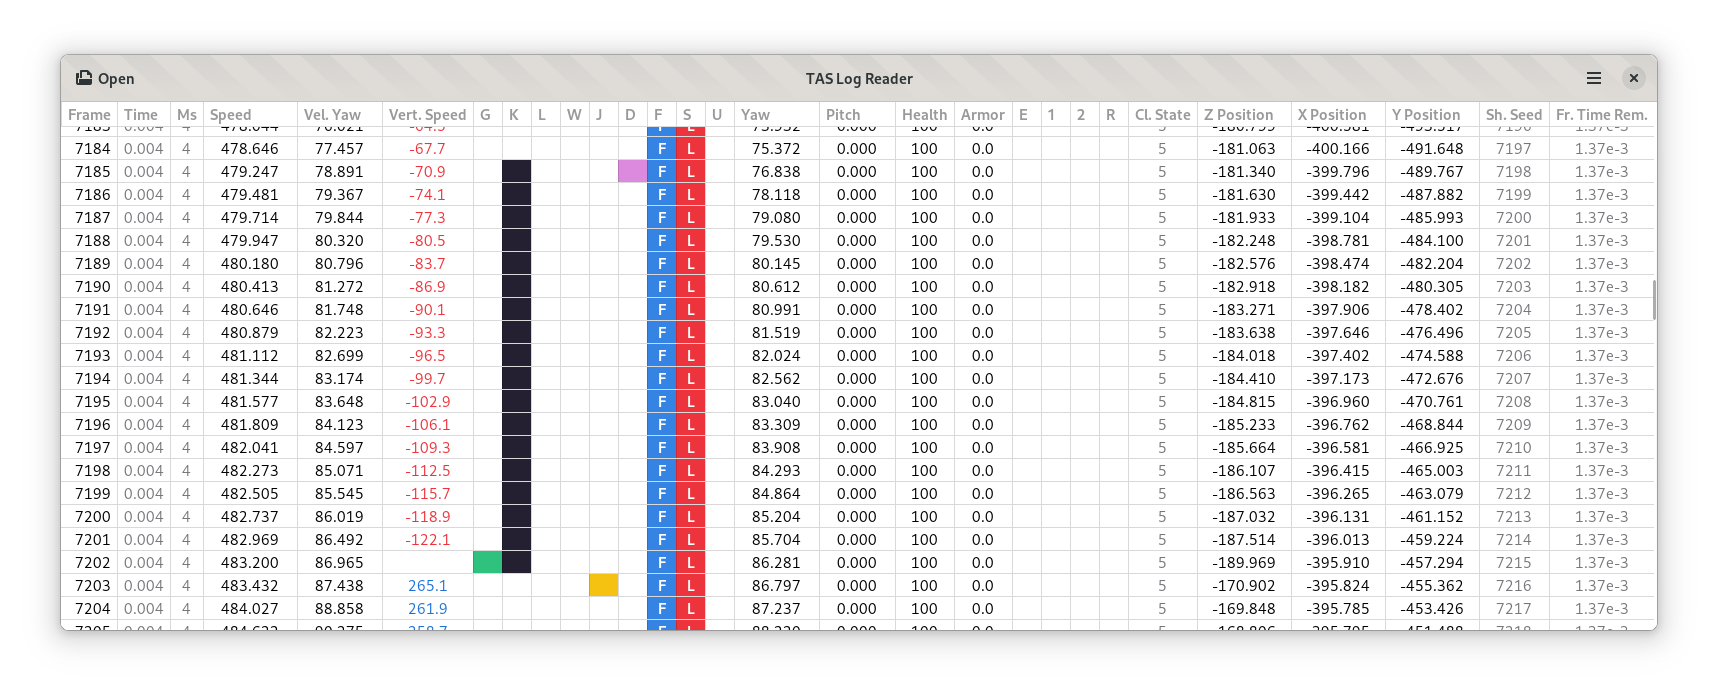 Open TAS Log Reader
Frame Time Ms Speed Vel. Yaw Vert. Speed G K L W J D F S U Yaw Pitch Health Armor E 1 2 R Cl. State Z Position X Position Y Position Sh. Seed Fr. Time Rem.
7184 0.004 4 478.646 77.457 -67.7 F L 75.372 0.000 100 0.0 5 -181.063 -400.166 -491.648 7197 1.37e-3
7185 0.004 4 479.247 78.891 -70.9 F L 76.838 0.000 100 0.0 5 -181.340 -399.796 -489.767 7198 1.37e-3
7186 0.004 4 479.481 79.367 -74.1 F L 78.118 0.000 100 0.0 5 -181.630 -399.442 -487.882 7199 1.37e-3
7187 0.004 4 479.714 79.844 -77.3 F L 79.080 0.000 100 0.0 5 -181.933 -399.104 -485.993 7200 1.37e-3
7188 0.004 4 479.947 80.320 -80.5 F L 79.530 0.000 100 0.0 5 -182.248 -398.781 -484.100 7201 1.37e-3
7189 0.004 4 480.180 80.796 -83.7 F L 80.145 0.000 100 0.0 5 -182.576 -398.474 -482.204 7202 1.37e-3
7190 0.004 4 480.413 81.272 -86.9 F L 80.612 0.000 100 0.0 5 -182.918 -398.182 -480.305 7203 1.37e-3
7191 0.004 4 480.646 81.748 -90.1 F L 80.991 0.000 100 0.0 5 -183.271 -397.906 -478.402 7204 1.37e-3
7192 0.004 4 480.879 82.223 -93.3 F L 81.519 0.000 100 0.0 5 -183.638 -397.646 -476.496 7205 1.37e-3
7193 0.004 4 481.112 82.699 -96.5 F L 82.024 0.000 100 0.0 5 -184.018 -397.402 -474.588 7206 1.37e-3
7194 0.004 4 481.344 83.174 -99.7 F L 82.562 0.000 100 0.0 5 -184.410 -397.173 -472.676 7207 1.37e-3
7195 0.004 4 481.577 83.648 -102.9 F L 83.040 0.000 100 0.0 5 -184.815 -396.960 -470.761 7208 1.37e-3
7196 0.004 4 481.809 84.123 -106.1 F L 83.309 0.000 100 0.0 5 -185.233 -396.762 -468.844 7209 1.37e-3
7197 0.004 4 482.041 84.597 -109.3 F L 83.908 0.000 100 0.0 5 -185.664 -396.581 -466.925 7210 1.37e-3
7198 0.004 4 482.273 85.071 -112.5 F L 84.293 0.000 100 0.0 5 -186.107 -396.415 -465.003 7211 1.37e-3
7199 0.004 4 482.505 85.545 -115.7 F L 84.864 0.000 100 0.0 5 -186.563 -396.265 -463.079 7212 1.37e-3
7200 0.004 4 482.737 86.019 -118.9 F L 85.204 0.000 100 0.0 5 -187.032 -396.131 -461.152 7213 1.37e-3
7201 0.004 4 482.969 86.492 -122.1 F L 85.704 0.000 100 0.0 5 -187.514 -396.013 -459.224 7214 1.37e-3
7202 0.004 4 483.200 86.965 F L 86.281 0.000 100 0.0 5 -189.969 -395.910 -457.294 7215 1.37e-3
7203 0.004 4 483.432 87.438 265.1 F L 86.797 0.000 100 0.0 5 -170.902 -395.824 -455.362 7216 1.37e-3
7204 0.004 4 484.027 88.858 261.9 F L 87.237 0.000 100 0.0 5 -169.848 -395.785 -453.426 7217 1.37e-3